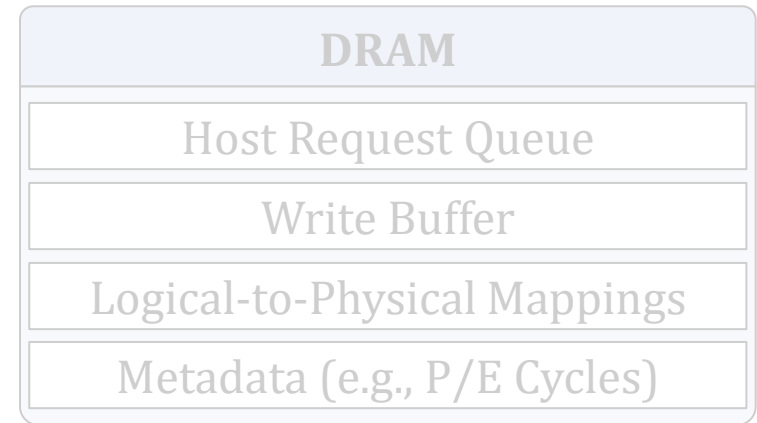 DRAM
Host Request Queue
Write Buffer
Logical-to-Physical Mappings
Metadata (e.g., P/E Cycles)